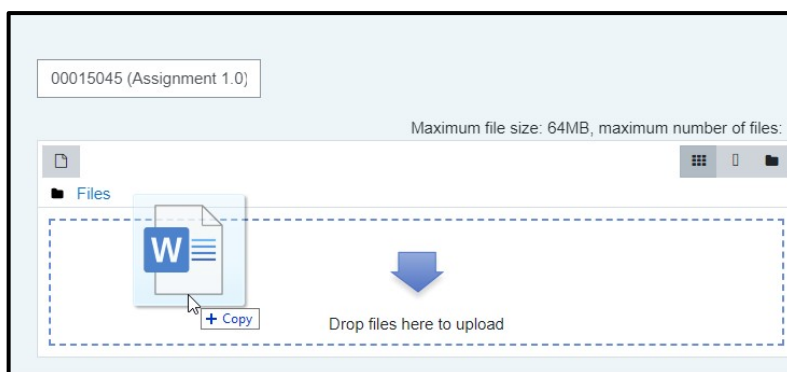 00015045 (Assignment 1.0)
Maximum file size: 64MB, maximum number of files:
Files
W
+ Copy
Drop files here to upload